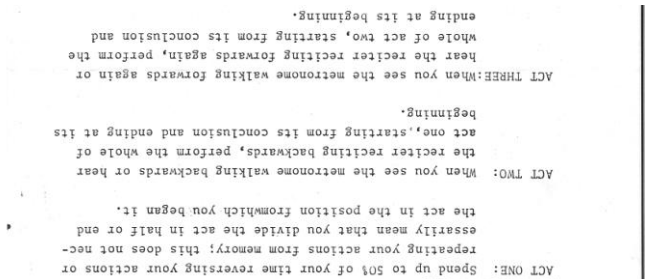 ACT ONE: Spend up to 50% of your time reversing your actions or
repeating your actions from memory; this does not nec-
essarily mean that you divide the act in half or end
the act in the position fromwhich you began it.
ACT TWO: When you see the metronome walking backwards or hear
the reciter reciting backwards, perform the whole of
act one, starting from its conclusion and ending at its
beginning.
ACT THREE:When you see the metronome walking forwards again or
hear the reciter reciting forwards again, perform the
whole of act two, starting from its conclusion and
ending at its beginning.